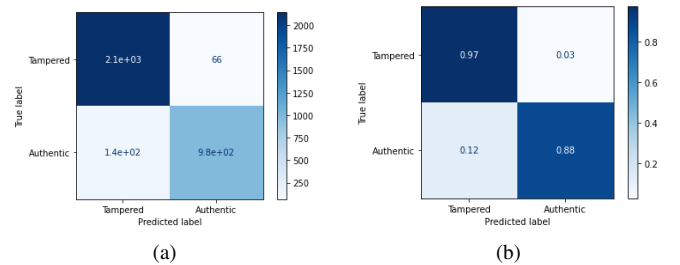 Tampered
Authentic
True label
2.1e+03
66
1.4e+02
9.8e+02
Tampered
Authentic
Predicted label
2000
1750
1500
1250
1000
750
500
250
(a)
Tampered
Authentic
True label
0.97
0.03
0.12
0.88
Tampered
Authentic
Predicted label
0.8
0.6
0.4
0.2
(b)